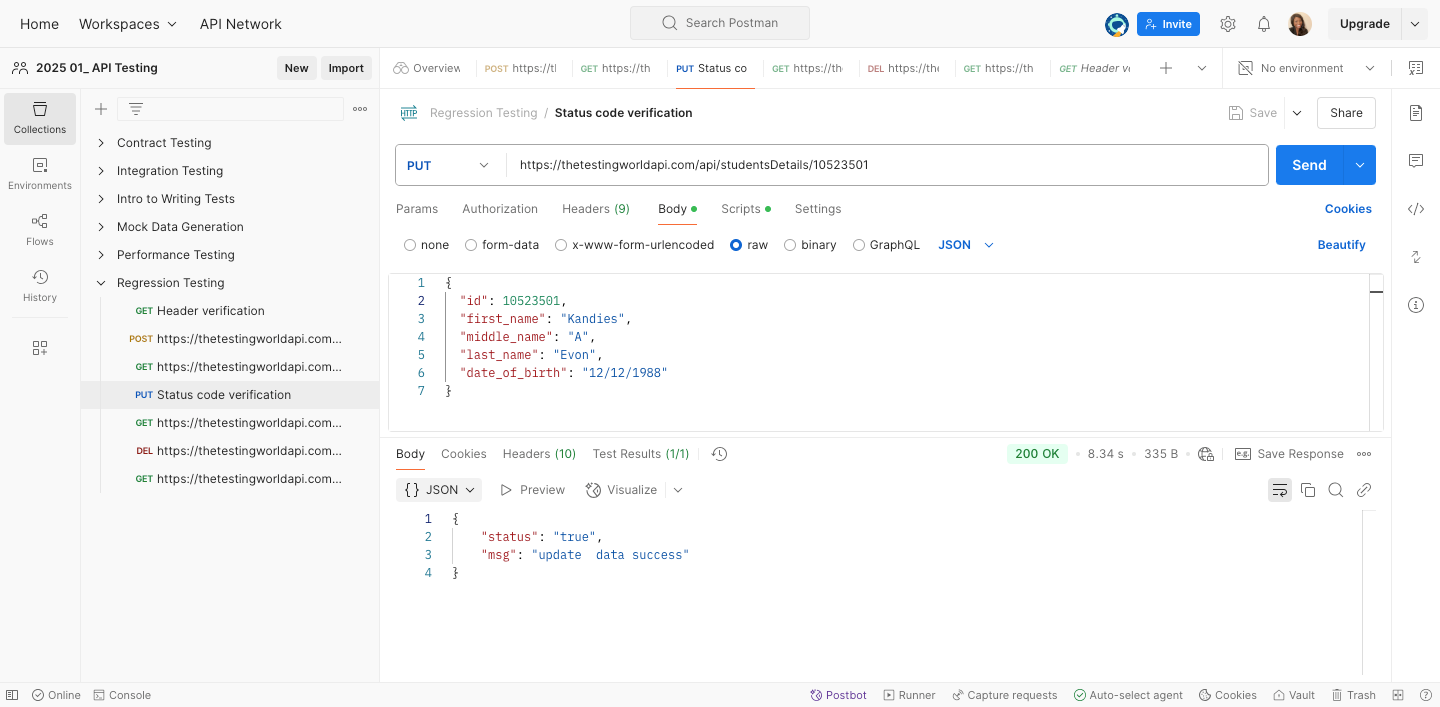 Home Workspaces API Network Search Postman Invite Upgrade
2025 01_ API Testing New Import
Overview POST https://tl GET https://th PUT Status co GET https://the DEL https://the GET https://th GET Header ve No environment
Collections
Environments
Flows
History
Contract Testing
Integration Testing
Intro to Writing Tests
Mock Data Generation
Performance Testing
Regression Testing
GET Header verification
POST https://thetestingworldapi.com...
GET https://thetestingworldapi.com...
PUT Status code verification
GET https://thetestingworldapi.com...
DEL https://thetestingworldapi.com...
GET https://thetestingworldapi.com...
HTTP Regression Testing / Status code verification Save Share
PUT https://thetestingworldapi.com/api/studentsDetails/10523501 Send
Params Authorization Headers (9) Body Scripts Settings Cookies
none form-data x-www-form-urlencoded raw binary GraphQL JSON Beautify
1 {
2 "id": 10523501,
3 "first_name": "Kandies",
4 "middle_name": "A",
5 "last_name": "Evon",
6 "date_of_birth": "12/12/1988"
7 }
Body Cookies Headers (10) Test Results (1/1) 200 OK 8.34 s 335 B e.g. Save Response
{} JSON Preview Visualize
1 {
2 "status": "true",
3 "msg": "update  data success"
4 }
Online Console Postbot Runner Capture requests Auto-select agent Cookies Vault Trash